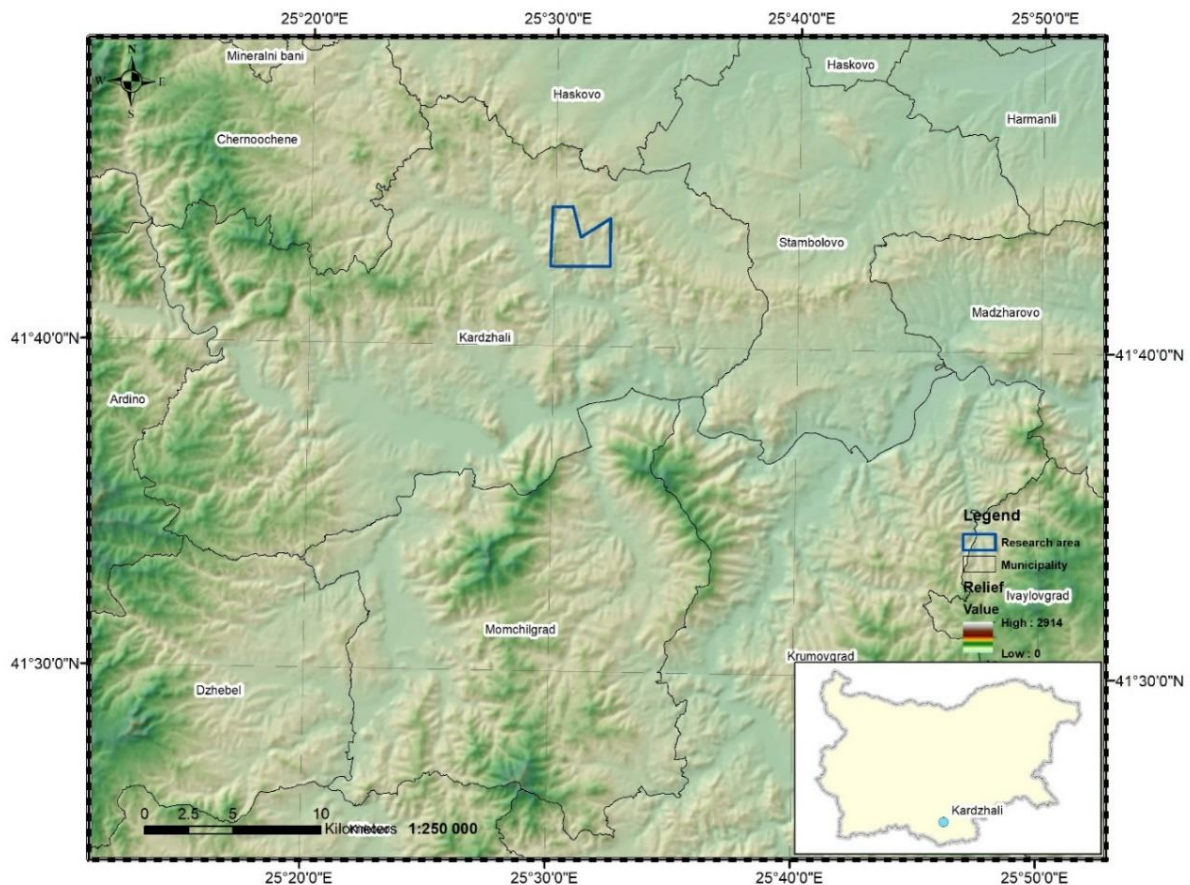 25°20'0"E 25°30'0"E 25°40'0"E 25°50'0"E
N
W E
S
Mineralni bani
Haskovo
Haskovo
Harmanli
Chernoochene
Stambolovo
Madzharovo
41°40'0"N
Kardzhali
41°40'0"N
Ardino
Legend
Research area
Municipality
Relief
Value
High : 2914
Low : 0
Ivaylovgrad
Momchilgrad
Krumovgrad
41°30'0"N
41°30'0"N
Dzhebel
Kardzhali
0 2.5 5 10
Kilometers 1:250 000
25°20'0"E 25°30'0"E 25°40'0"E 25°50'0"E